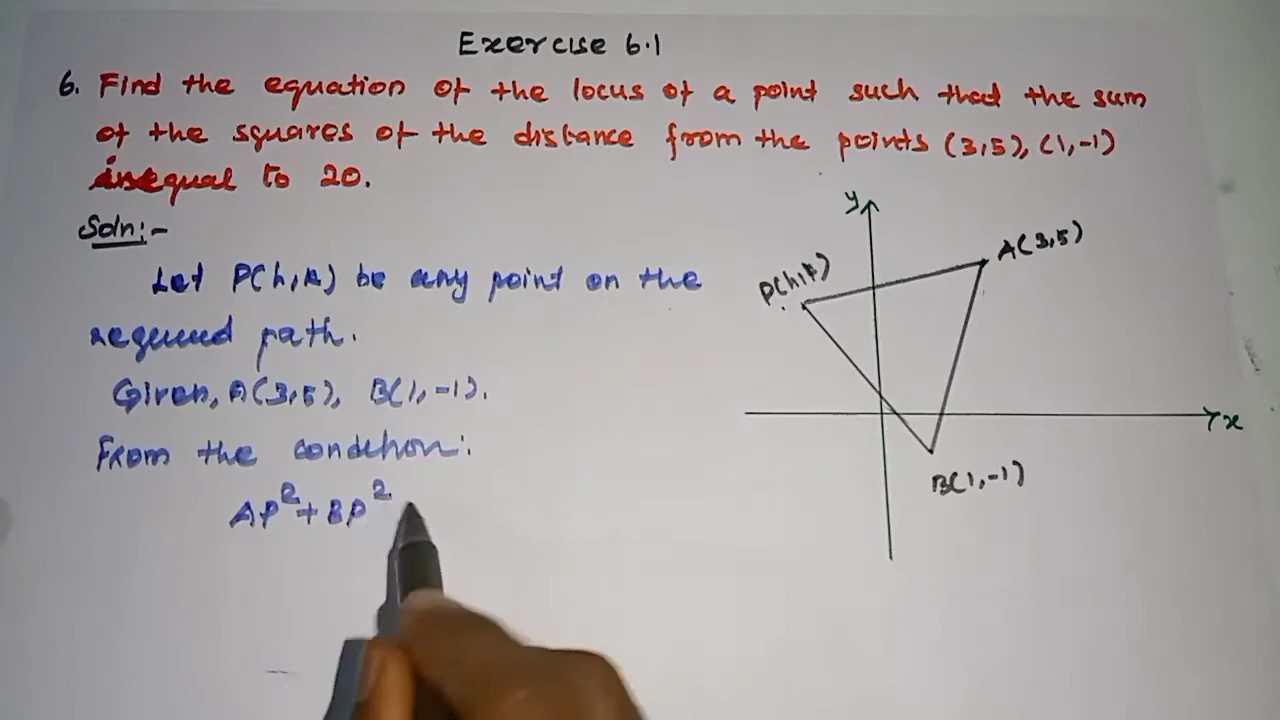 Exercise 6.1
6. Find the equation of the locus of a point such that the sum
of the squares of the distance from the points (3,5), (1,-1)
is equal to 20.
Soln:-
Let P(h,k) be any point on the
required path.
Given, A(3,5), B(1,-1).
From the condition:
AP²+BP²
y
A(3,5)
P(h,k)
x
B(1,-1)